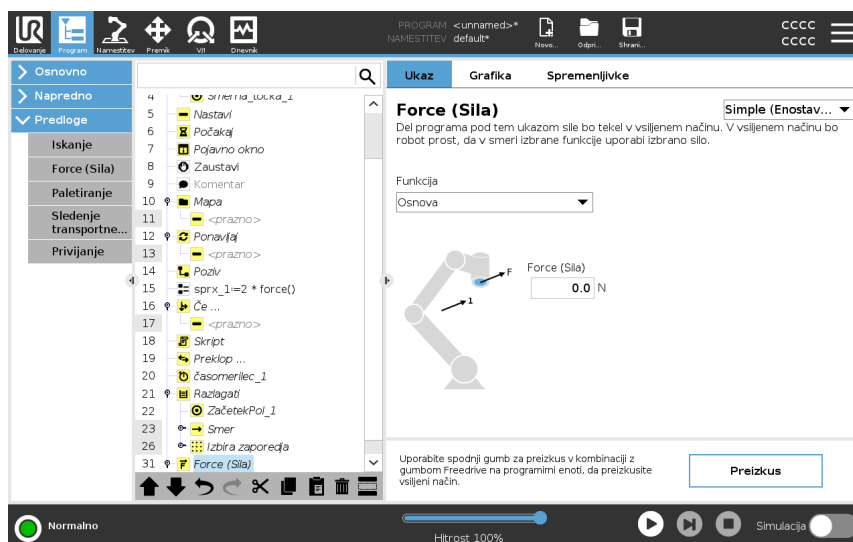 UR
Delovanje
Program
Namestitev
Premik
V/I
Dnevnik
PROGRAM <unnamed>*
NAMESTITEV default*
Novo...
Odpri...
Shrani...
CCCC
CCCC
Osnovno
Napredno
Predloge
Iskanje
Force (Sila)
Paletiranje
Sledenje
transportne...
Privijanje
4 Smerna_točka_1
5 Nastavi
6 Počakaj
7 Pojavno okno
8 Zaustavi
9 Komentar
10 Mapa
11 <prazno>
12 Ponavljaj
13 <prazno>
14 Poziv
15 sprx_1:=2 * force()
16 Če ...
17 <prazno>
18 Skript
19 Preklop ...
20 časomerilec_1
21 Razlagati
22 ZačetekPol_1
23 Smer
26 Izbira zaporedja
31 Force (Sila)
Ukaz
Grafika
Spremenljivke
Force (Sila)
Simple (Enostav...
Del programa pod tem ukazom sile bo tekel v vsiljenem načinu. V vsiljenem načinu bo
robot prost, da v smeri izbrane funkcije uporabi izbrano silo.
Funkcija
Osnova
F
1
Force (Sila)
0.0 N
Uporabite spodnji gumb za preizkus v kombinaciji z
gumbom Freedrive na programirni enoti, da preizkusite
vsiljeni način.
Preizkus
Normalno
Hitrost 100%
Simulacija